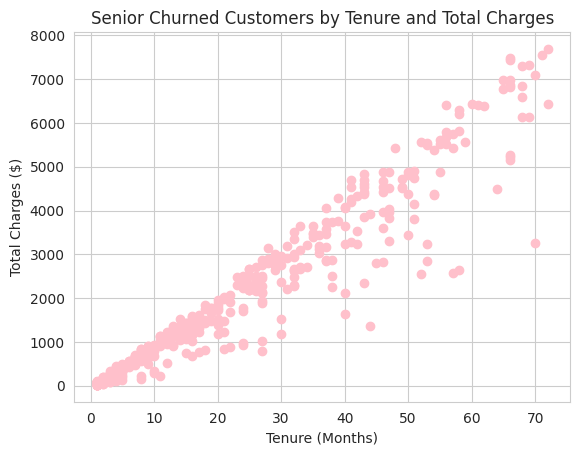 Senior Churned Customers by Tenure and Total Charges
8000
7000
6000
5000
4000
3000
2000
1000
0
Total Charges ($)
0 10 20 30 40 50 60 70
Tenure (Months)